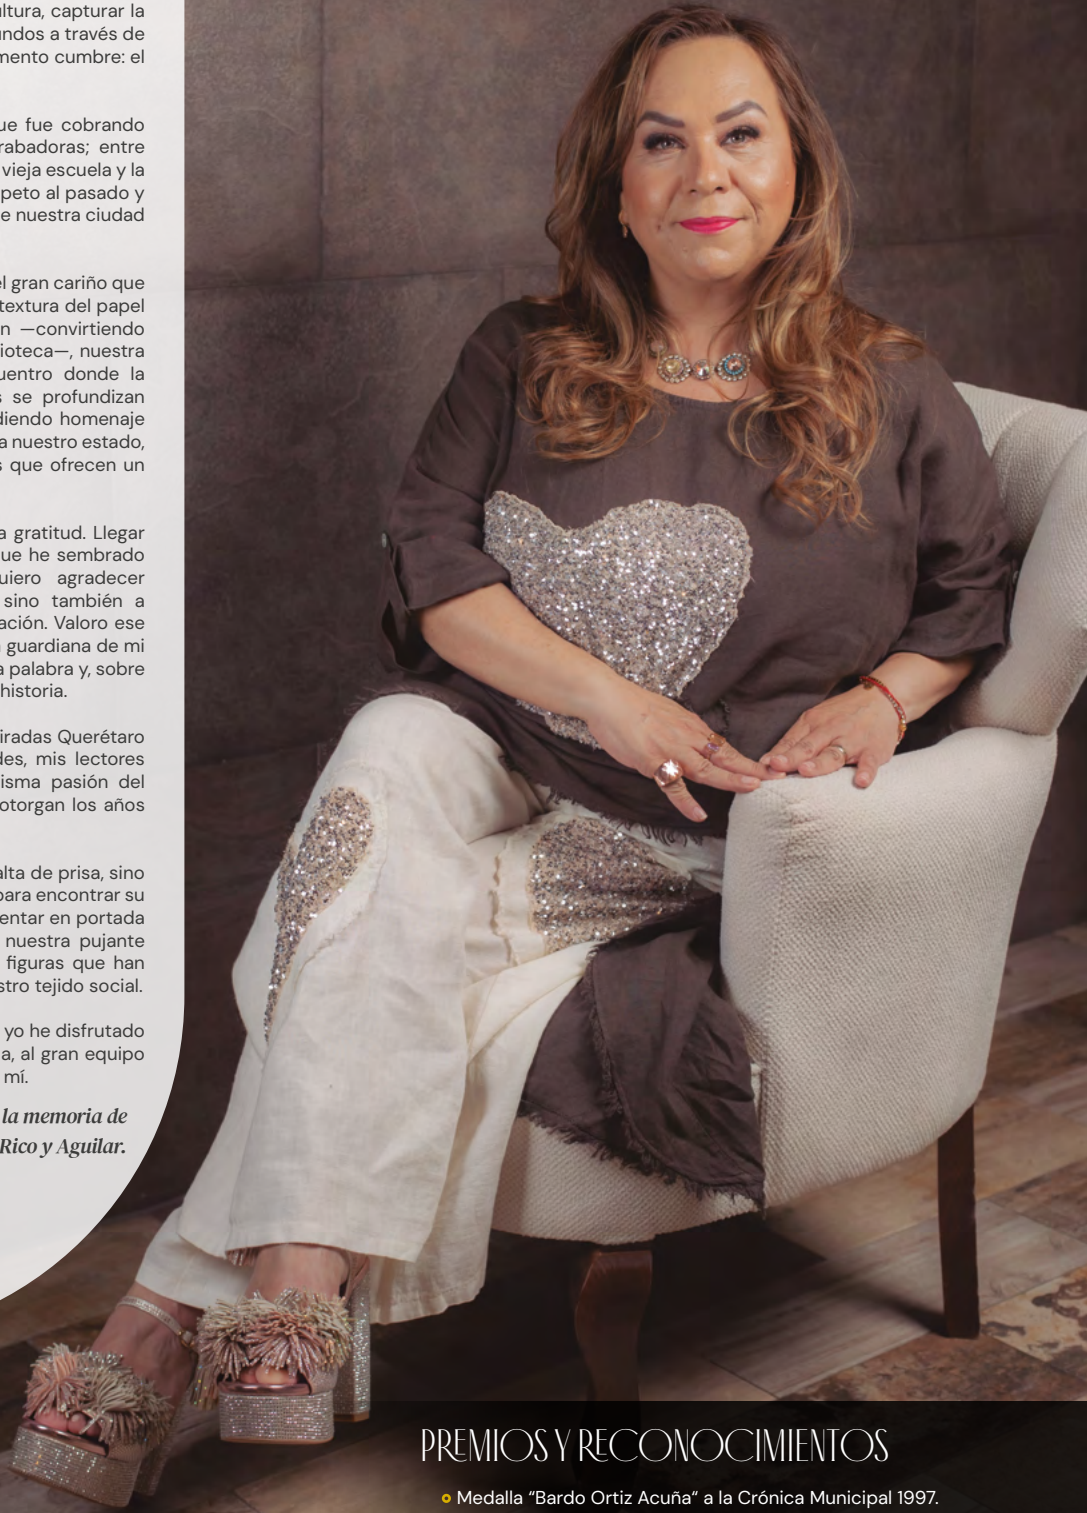 ltura, capturar la
undos a través de
mento cumbre: el
ue fue cobrando
rabadoras; entre
vieja escuela y la
peto al pasado y
e nuestra ciudad
el gran cariño que
textura del papel
n —convirtiendo
ioteca—, nuestra
uentro donde la
s se profundizan
diendo homenaje
a nuestro estado,
s que ofrecen un
a gratitud. Llegar
ue he sembrado
uiero agradecer
sino también a
ación. Valoro ese
guardiana de mi
a palabra y, sobre
historia.
iradas Querétaro
des, mis lectores
isma pasión del
otorgan los años
alta de prisa, sino
para encontrar su
entar en portada
nuestra pujante
figuras que han
stro tejido social.
yo he disfrutado
a, al gran equipo
mí.
la memoria de
Rico y Aguilar.
PREMIOS Y RECONOCIMIENTOS
Medalla “Bardo Ortiz Acuña“ a la Crónica Municipal 1997.